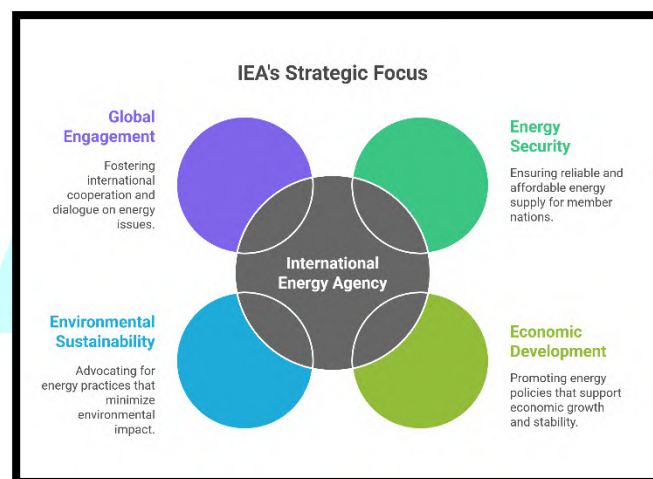 IEA's Strategic Focus
Global
Engagement
Fostering
international
cooperation and
dialogue on energy
issues.
Energy
Security
Ensuring reliable and
affordable energy
supply for member
nations.
International
Energy Agency
Environmental
Sustainability
Advocating for
energy practices that
minimize
environmental
impact.
Economic
Development
Promoting energy
policies that support
economic growth
and stability.